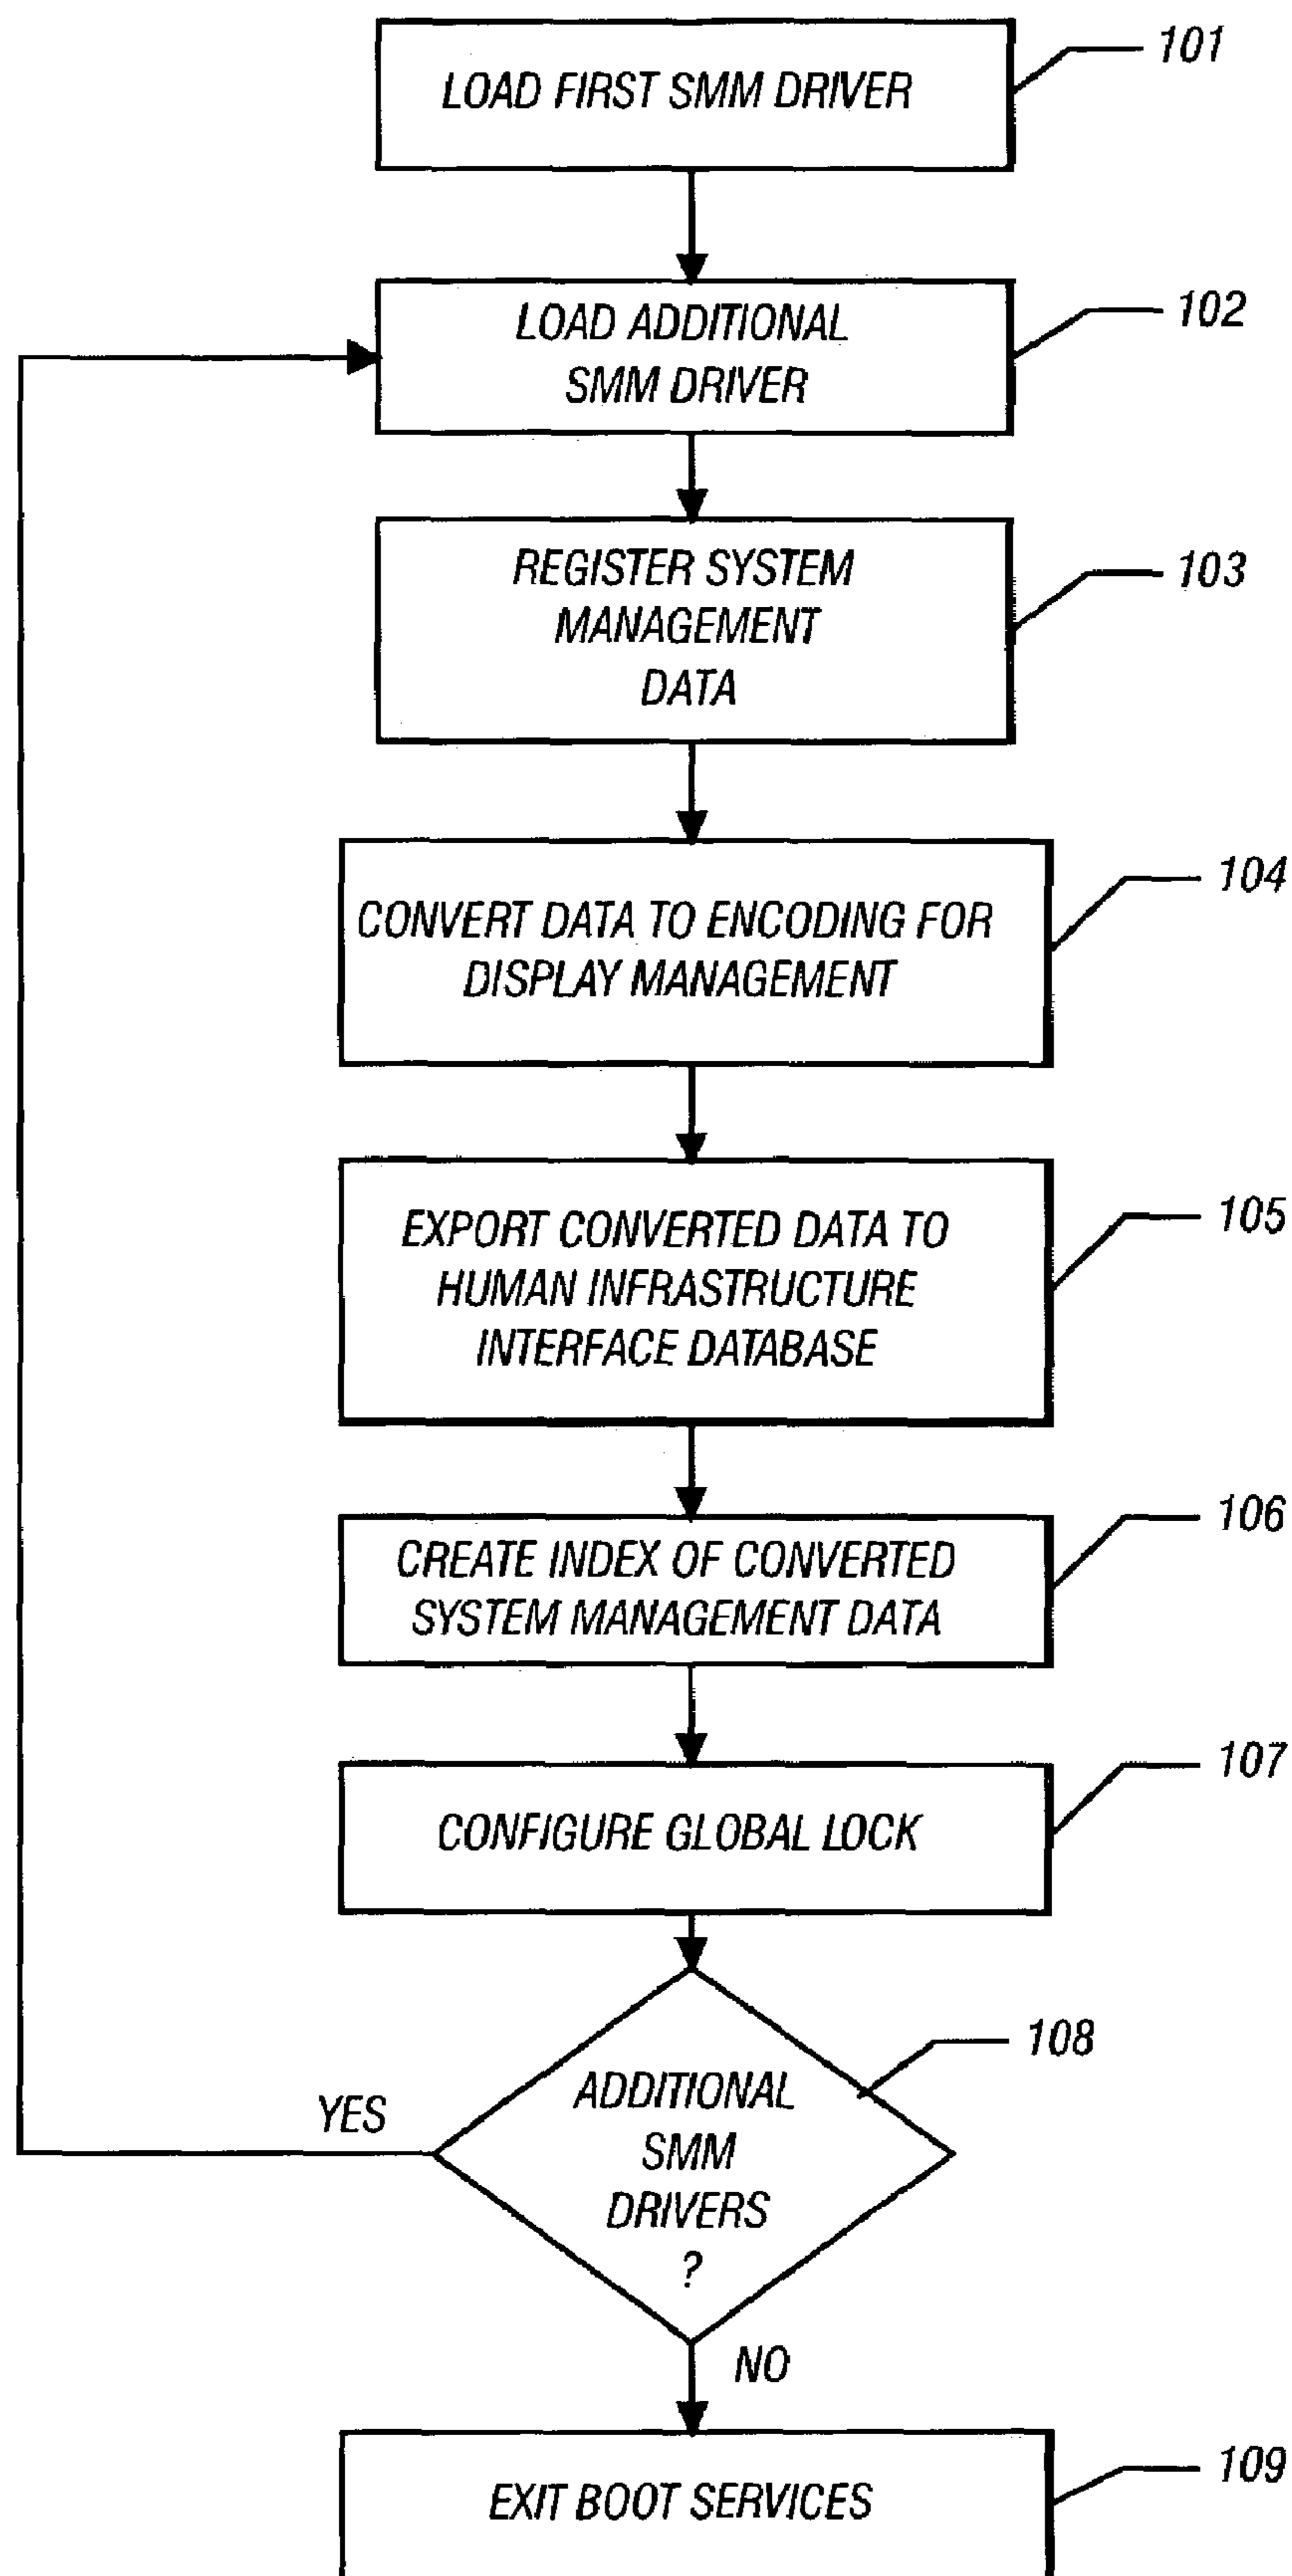 LOAD FIRST SMM DRIVER
101
LOAD ADDITIONAL
SMM DRIVER
102
REGISTER SYSTEM
MANAGEMENT
DATA
103
CONVERT DATA TO ENCODING FOR
DISPLAY MANAGEMENT
104
EXPORT CONVERTED DATA TO
HUMAN INFRASTRUCTURE
INTERFACE DATABASE
105
CREATE INDEX OF CONVERTED
SYSTEM MANAGEMENT DATA
106
CONFIGURE GLOBAL LOCK
107
ADDITIONAL
SMM
DRIVERS
?
108
YES
NO
EXIT BOOT SERVICES
109